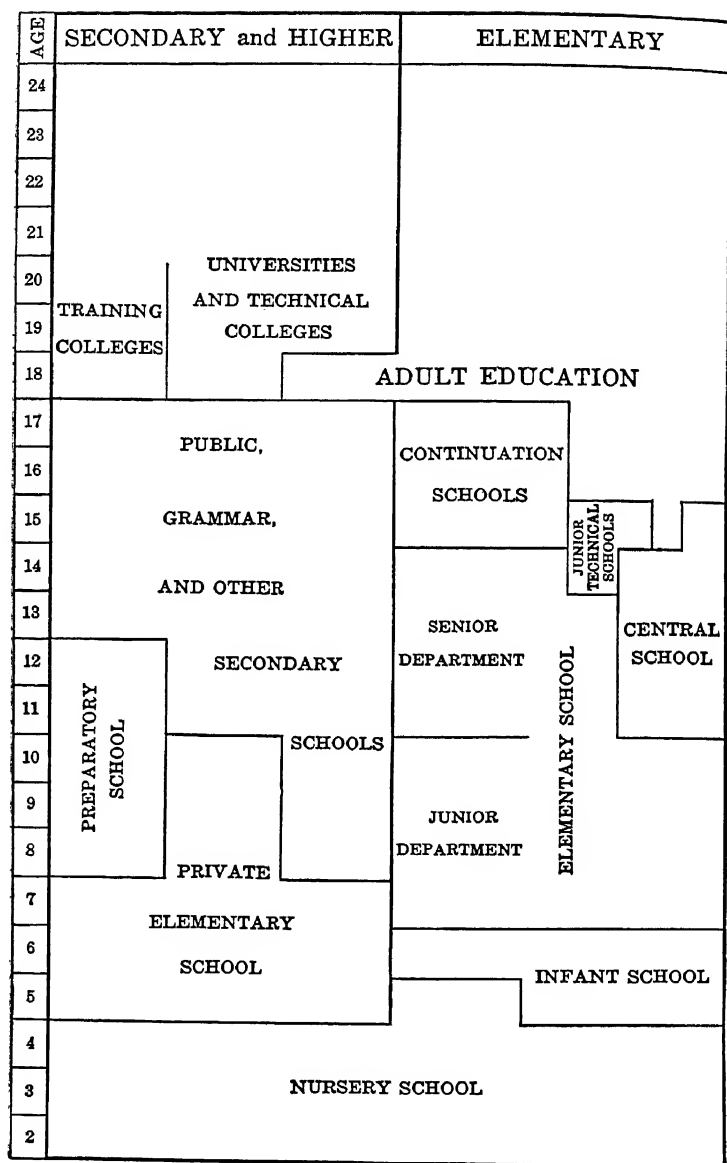 AGE
SECONDARY and HIGHER
ELEMENTARY
24
23
22
21
20
19
18
17
16
15
14
13
12
11
10
9
8
7
6
5
4
3
2
TRAINING
COLLEGES
UNIVERSITIES
AND TECHNICAL
COLLEGES
ADULT EDUCATION
PUBLIC,
GRAMMAR,
AND OTHER
SECONDARY
SCHOOLS
CONTINUATION
SCHOOLS
JUNIOR
TECHNICAL
SCHOOLS
SENIOR
DEPARTMENT
CENTRAL
SCHOOL
PREPARATORY
SCHOOL
ELEMENTARY SCHOOL
JUNIOR
DEPARTMENT
PRIVATE
ELEMENTARY
SCHOOL
INFANT SCHOOL
NURSERY SCHOOL